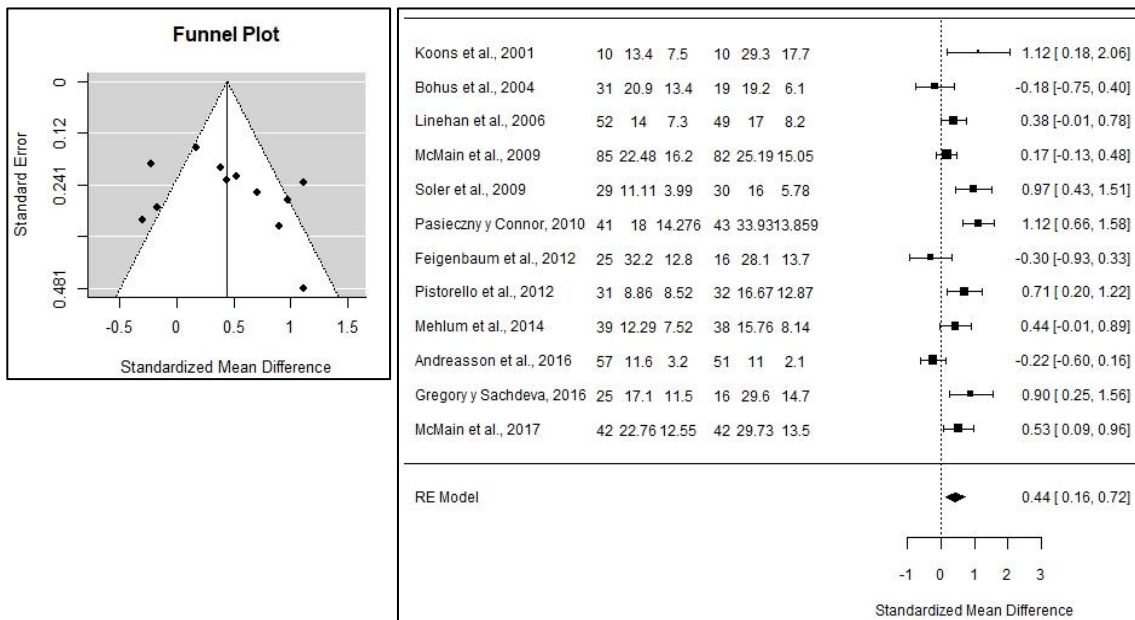 Funnel Plot
Standard Error
0
0.12
0.241
0.481
-0.5 0 0.5 1 1.5
Standardized Mean Difference
Koons et al., 2001 10 13.4 7.5 10 29.3 17.7 1.12 [ 0.18, 2.06]
Bohus et al., 2004 31 20.9 13.4 19 19.2 6.1 -0.18 [-0.75, 0.40]
Linehan et al., 2006 52 14 7.3 49 17 8.2 0.38 [-0.01, 0.78]
McMain et al., 2009 85 22.48 16.2 82 25.19 15.05 0.17 [-0.13, 0.48]
Soler et al., 2009 29 11.11 3.99 30 16 5.78 0.97 [ 0.43, 1.51]
Pasieczny y Connor, 2010 41 18 14.276 43 33.93 13.859 1.12 [ 0.66, 1.58]
Feigenbaum et al., 2012 25 32.2 12.8 16 28.1 13.7 -0.30 [-0.93, 0.33]
Pistorello et al., 2012 31 8.86 8.52 32 16.67 12.87 0.71 [ 0.20, 1.22]
Mehlum et al., 2014 39 12.29 7.52 38 15.76 8.14 0.44 [-0.01, 0.89]
Andreasson et al., 2016 57 11.6 3.2 51 11 2.1 -0.22 [-0.60, 0.16]
Gregory y Sachdeva, 2016 25 17.1 11.5 16 29.6 14.7 0.90 [ 0.25, 1.56]
McMain et al., 2017 42 22.76 12.55 42 29.73 13.5 0.53 [ 0.09, 0.96]
RE Model 0.44 [ 0.16, 0.72]
-1 0 1 2 3
Standardized Mean Difference